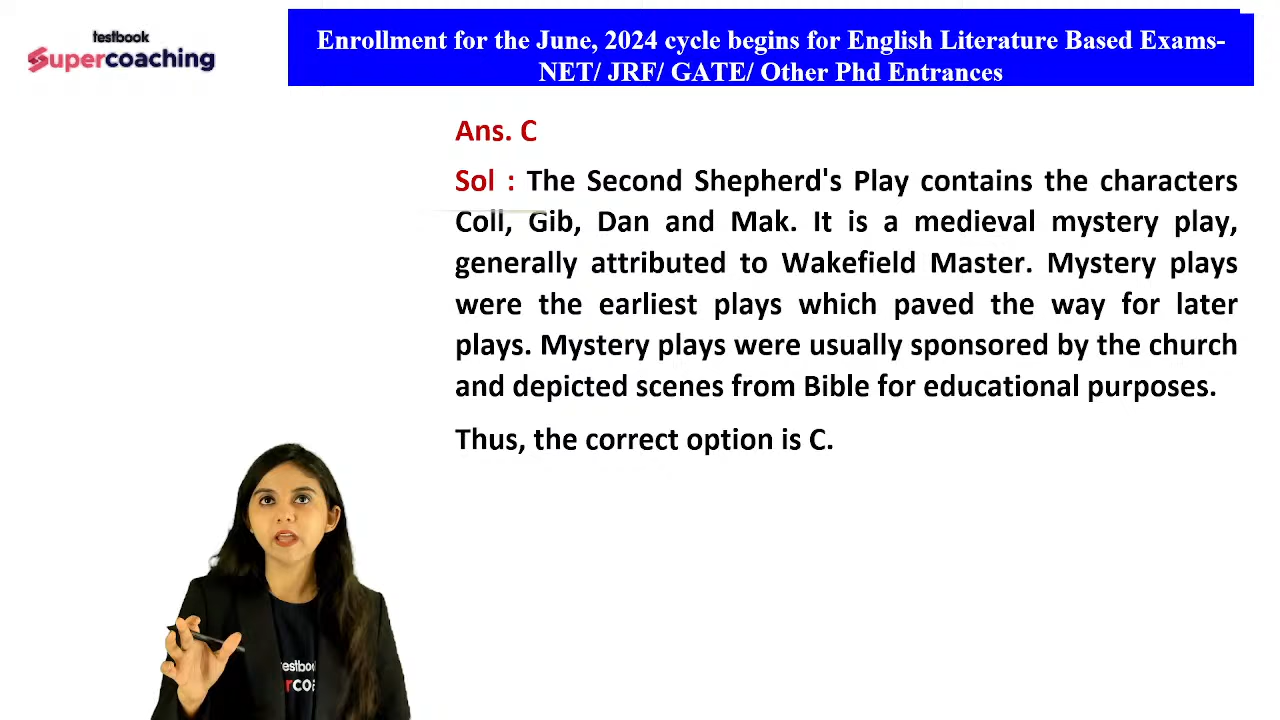 testbook
Supercoaching
Enrollment for the June, 2024 cycle begins for English Literature Based Exams-
NET/ JRF/ GATE/ Other Phd Entrances
Ans. C
Sol : The Second Shepherd's Play contains the characters
Coll, Gib, Dan and Mak. It is a medieval mystery play,
generally attributed to Wakefield Master. Mystery plays
were the earliest plays which paved the way for later
plays. Mystery plays were usually sponsored by the church
and depicted scenes from Bible for educational purposes.
Thus, the correct option is C.